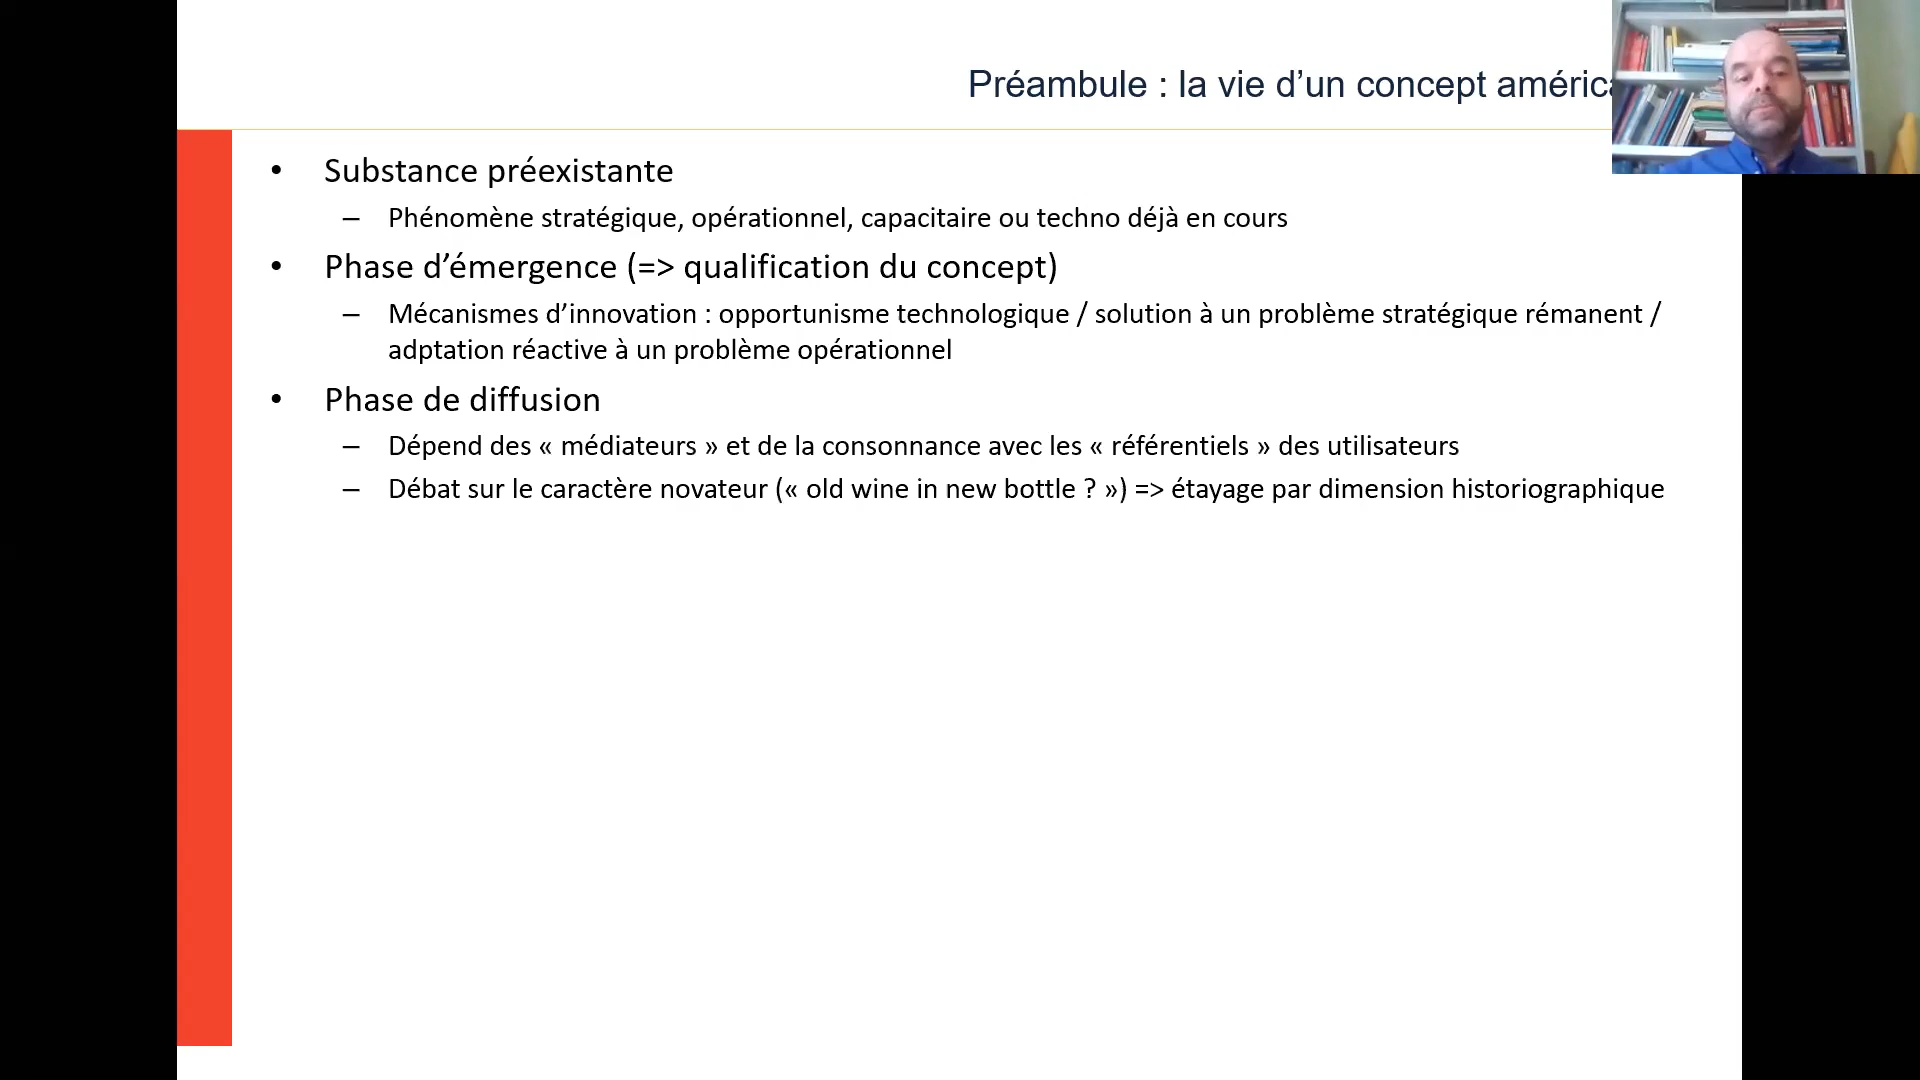 Préambule : la vie d’un concept
• Substance préexistante
– Phénomène stratégique, opérationnel, capacitaire ou techno déjà en cours
• Phase d’émergence (=> qualification du concept)
– Mécanismes d’innovation : opportunisme technologique / solution à un problème stratégique rémanent /
adptation réactive à un problème opérationnel
• Phase de diffusion
– Dépend des « médiateurs » et de la consonnance avec les « référentiels » des utilisateurs
– Débat sur le caractère novateur (« old wine in new bottle ? ») => étayage par dimension historiographique